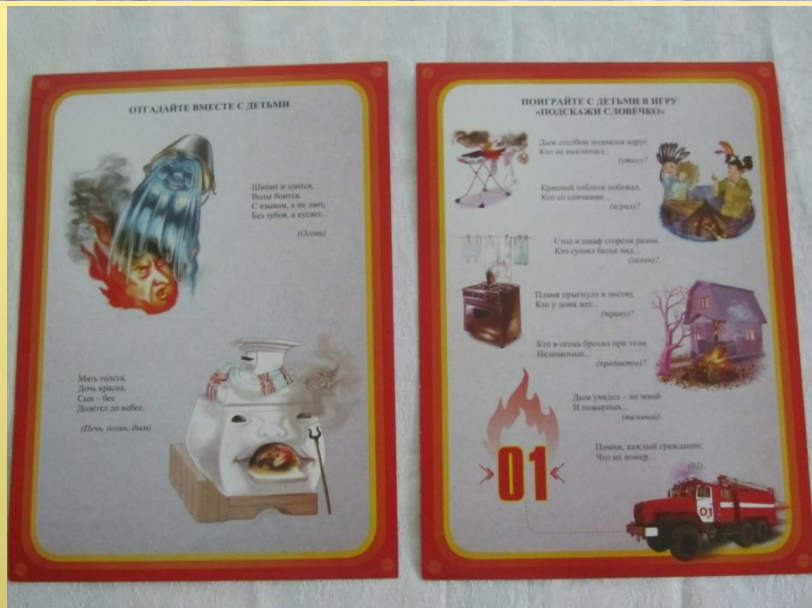 ОТГАДАЙТЕ ВМЕСТЕ С ДЕТЬМИ
Шипит и злится,
Воды боится.
С языком, а не лает,
Без зубов, а кусает.
(Огонь)
Мать толста,
Дочь красна,
Сын – бес
Долетел до небес.
(Печь, огонь, дым)
ПОИГРАЙТЕ С ДЕТЬМИ В ИГРУ
«ПОДСКАЖИ СЛОВЕЧКО»
Дым столбом поднялся вдруг.
Кто не выключил...
(утюг)?
Красный отблеск побежал.
Кто со спичками...
(играл)?
Стол и шкаф сгорели разом.
Кто сушил белье над...
(газом)?
Пламя прыгнуло в листву.
Кто у дома жег...
(траву)?
Кто в огонь бросал при этом
Незнакомые...
(предметы)?
Дым увидел – не зевай
И пожарных...
(вызывай).
Помни, каждый гражданин,
Что их номер...
(01)
01
01